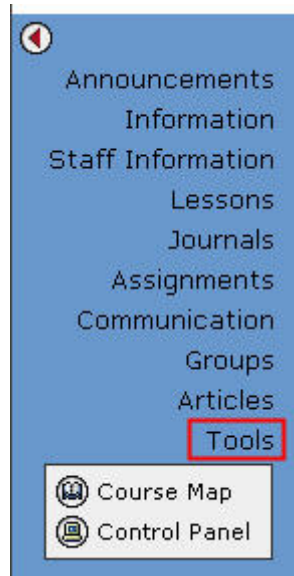 Announcements
Information
Staff Information
Lessons
Journals
Assignments
Communication
Groups
Articles
Tools
Course Map
Control Panel